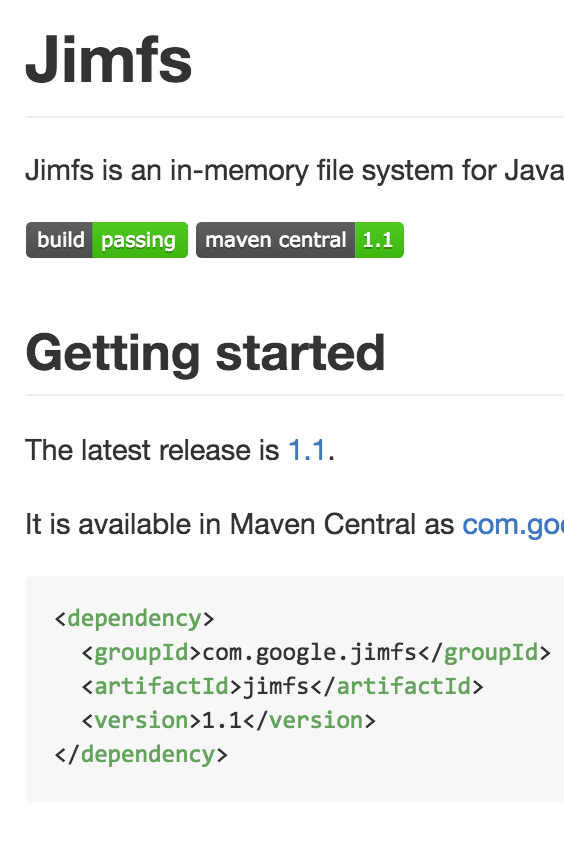 Jimfs
Jimfs is an in-memory file system for Java
build passing maven central 1.1
Getting started
The latest release is 1.1.
It is available in Maven Central as com.goo
<dependency>
  <groupId>com.google.jimfs</groupId>
  <artifactId>jimfs</artifactId>
  <version>1.1</version>
</dependency>